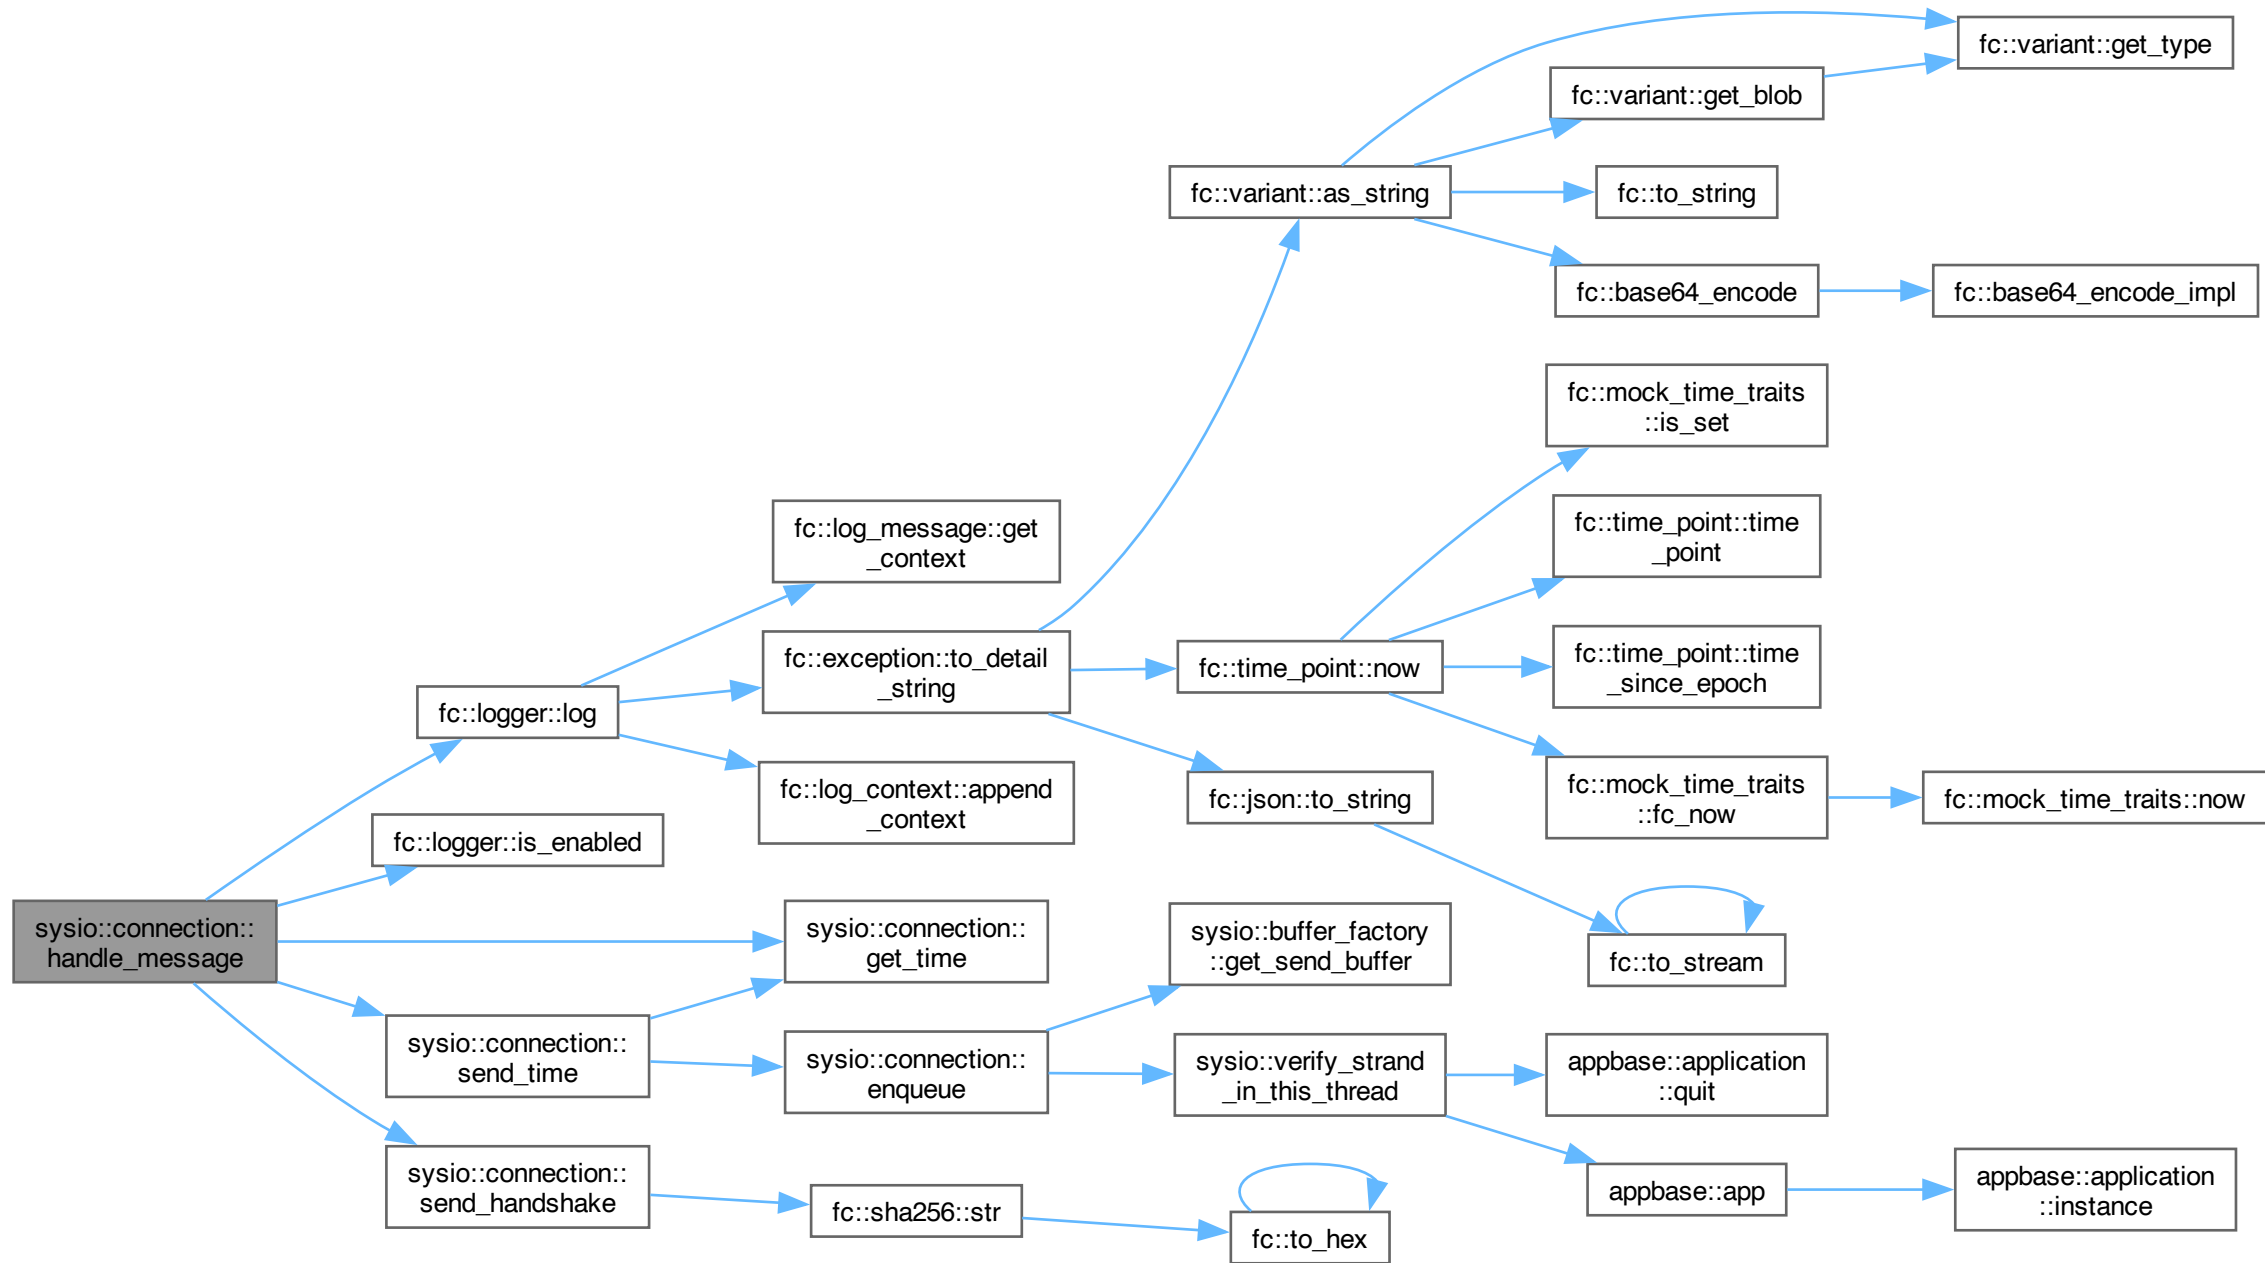 fc::variant::get_type
fc::variant::get_blob
fc::variant::as_string
fc::to_string
fc::base64_encode
fc::base64_encode_impl
fc::mock_time_traits
::is_set
fc::log_message::get
_context
fc::time_point::time
_point
fc::exception::to_detail
_string
fc::time_point::now
fc::time_point::time
_since_epoch
fc::logger::log
fc::log_context::append
_context
fc::json::to_string
fc::mock_time_traits
::fc_now
fc::mock_time_traits::now
fc::logger::is_enabled
sysio::connection::
handle_message
sysio::connection::
get_time
sysio::buffer_factory
::get_send_buffer
fc::to_stream
sysio::connection::
send_time
sysio::connection::
enqueue
sysio::verify_strand
_in_this_thread
appbase::application
::quit
sysio::connection::
send_handshake
fc::sha256::str
fc::to_hex
appbase::app
appbase::application
::instance